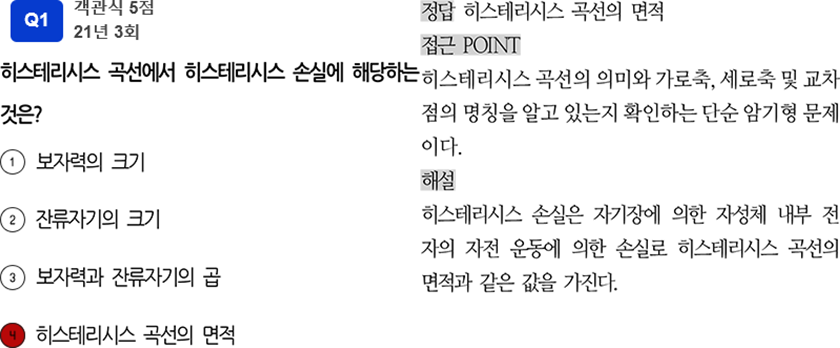 Q1
객관식 5점
21년 3회
히스테리시스 곡선에서 히스테리시스 손실에 해당하는
것은?
1 보자력의 크기
2 잔류자기의 크기
3 보자력과 잔류자기의 곱
4 히스테리시스 곡선의 면적
정답 히스테리시스 곡선의 면적
접근 POINT
히스테리시스 곡선의 의미와 가로축, 세로축 및 교차
점의 명칭을 알고 있는지 확인하는 단순 암기형 문제
이다.
해설
히스테리시스 손실은 자기장에 의한 자성체 내부 전
자의 자전 운동에 의한 손실로 히스테리시스 곡선의
면적과 같은 값을 가진다.